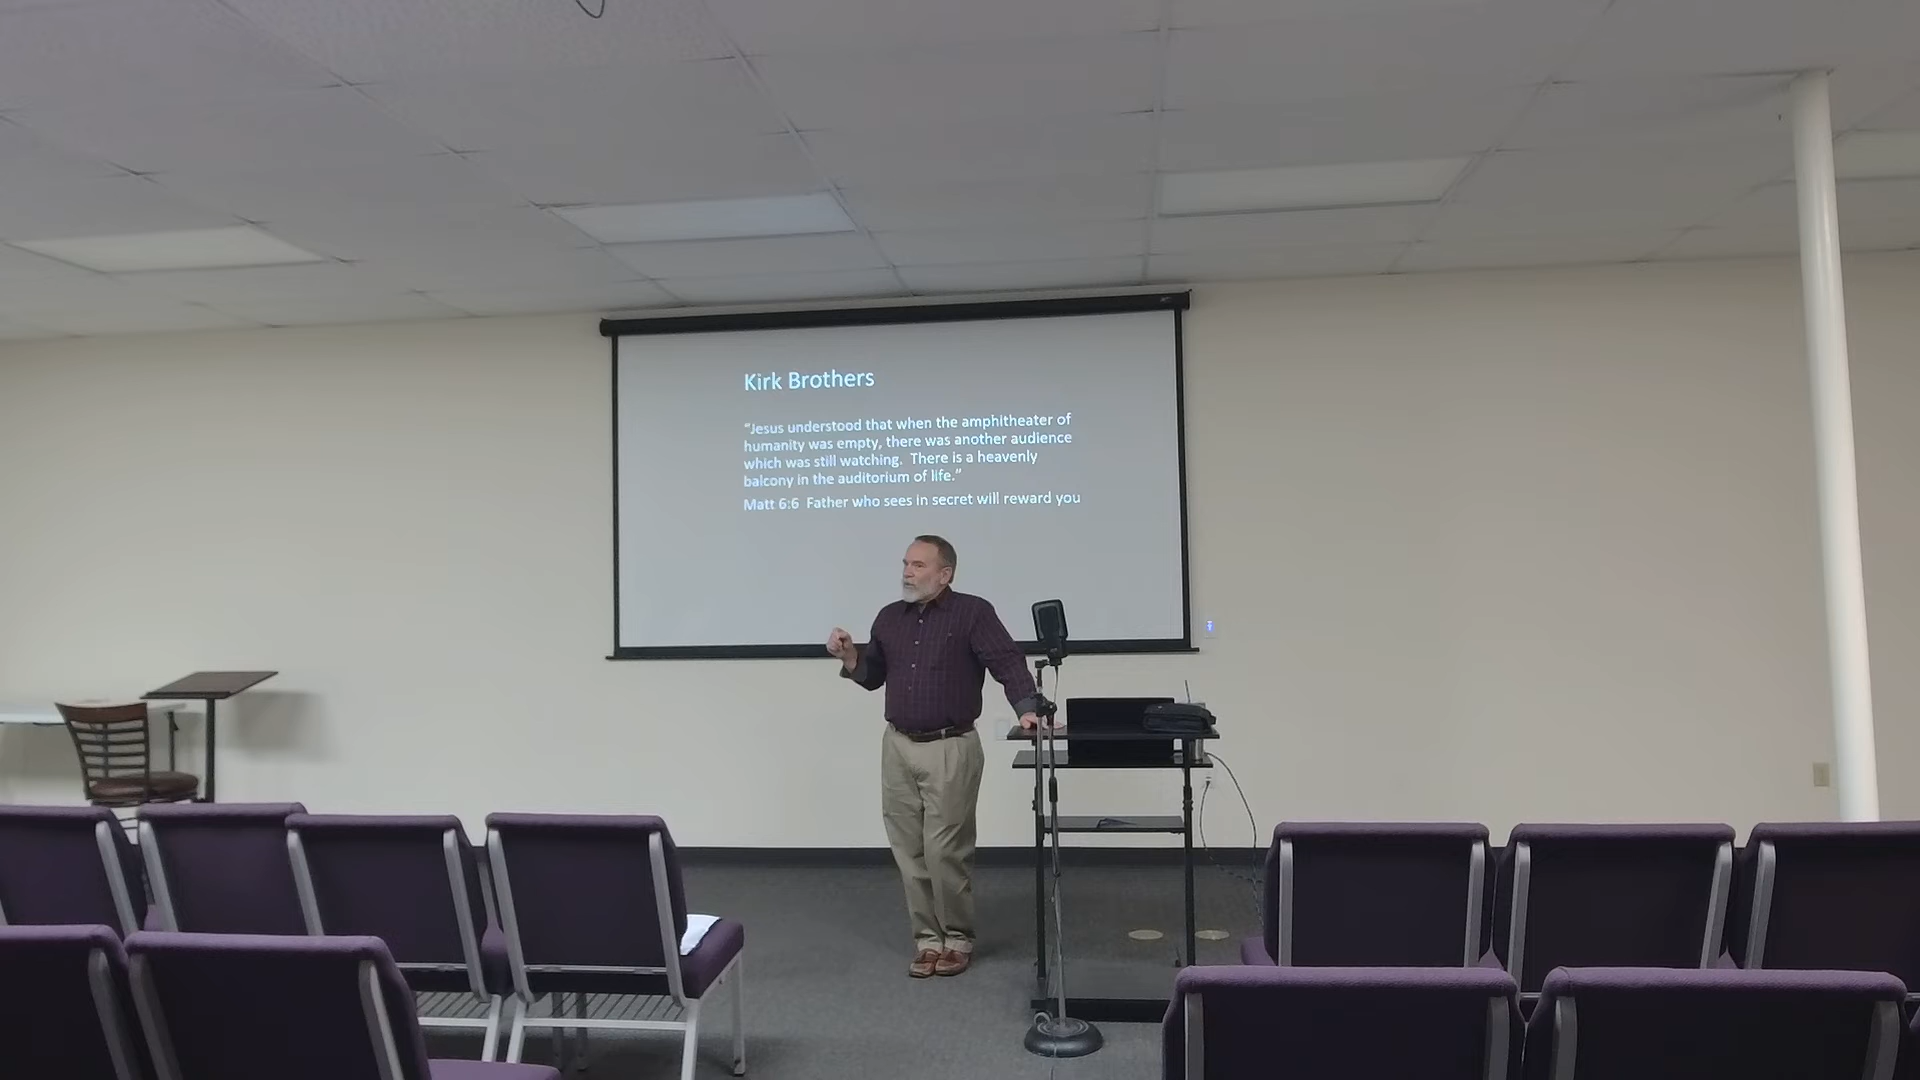 Kirk Brothers
“Jesus understood that when the amphitheater of
humanity was empty, there was another audience
which was still watching.  There is a heavenly
balcony in the auditorium of life.”
Matt 6:6  Father who sees in secret will reward you